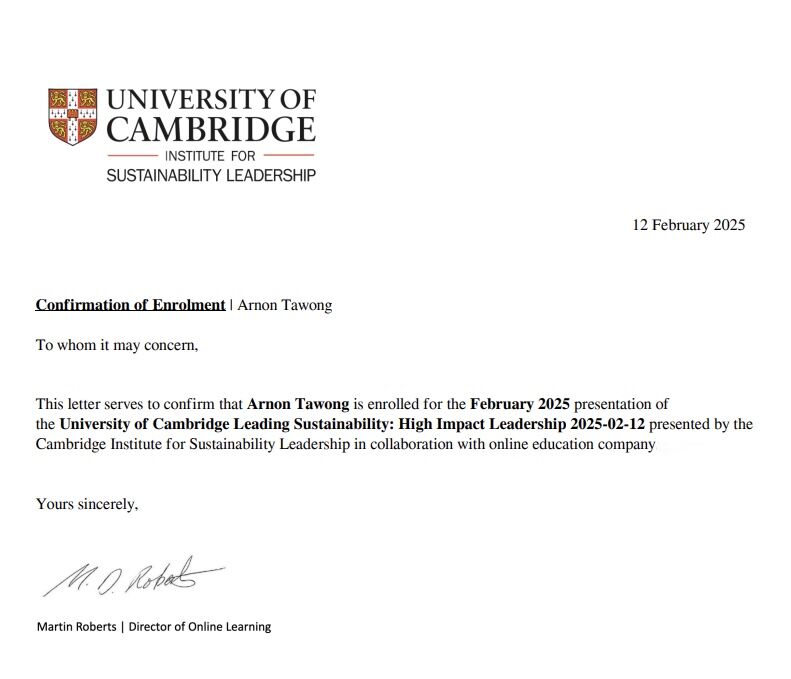 UNIVERSITY OF
CAMBRIDGE
INSTITUTE FOR
SUSTAINABILITY LEADERSHIP
12 February 2025
Confirmation of Enrolment | Arnon Tawong
To whom it may concern,
This letter serves to confirm that Arnon Tawong is enrolled for the February 2025 presentation of
the University of Cambridge Leading Sustainability: High Impact Leadership 2025-02-12 presented by the
Cambridge Institute for Sustainability Leadership in collaboration with online education company
Yours sincerely,
M. D. Roberts
Martin Roberts | Director of Online Learning